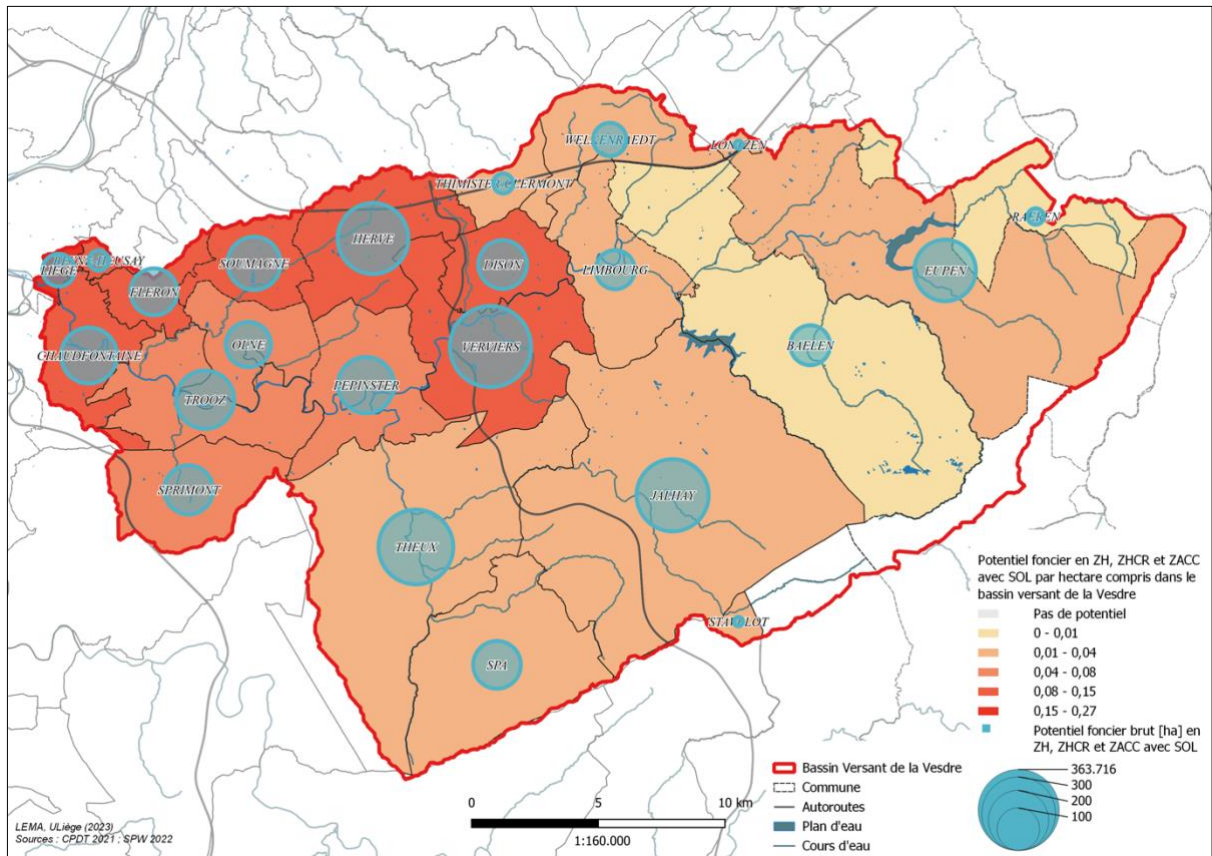 WELKENRAEDT
LONTZEN
THIMISTER-CLERMONT
RAEREN
HERVE
BEYNE-HEUSAY
LIÈGE
SOUMAGNE
DISON
LIMBOURG
EUPEN
FLERON
CHAUDFONTAINE
OLNE
VERVIERS
BAELEN
TROOZ
PEPINSTER
SPRIMONT
JALHAY
THEUX
STAVELOT
SPA
Potentiel foncier en ZH, ZHCR et ZACC
avec SOL par hectare compris dans le
bassin versant de la Vesdre
Pas de potentiel
0 - 0,01
0,01 - 0,04
0,04 - 0,08
0,08 - 0,15
0,15 - 0,27
Potentiel foncier brut [ha] en
ZH, ZHCR et ZACC avec SOL
363.716
300
200
100
Bassin Versant de la Vesdre
Commune
Autoroutes
Plan d'eau
Cours d'eau
0 5 10 km
1:160.000
LEMA, ULiége (2023)
Sources : CPDT 2021 ; SPW 2022